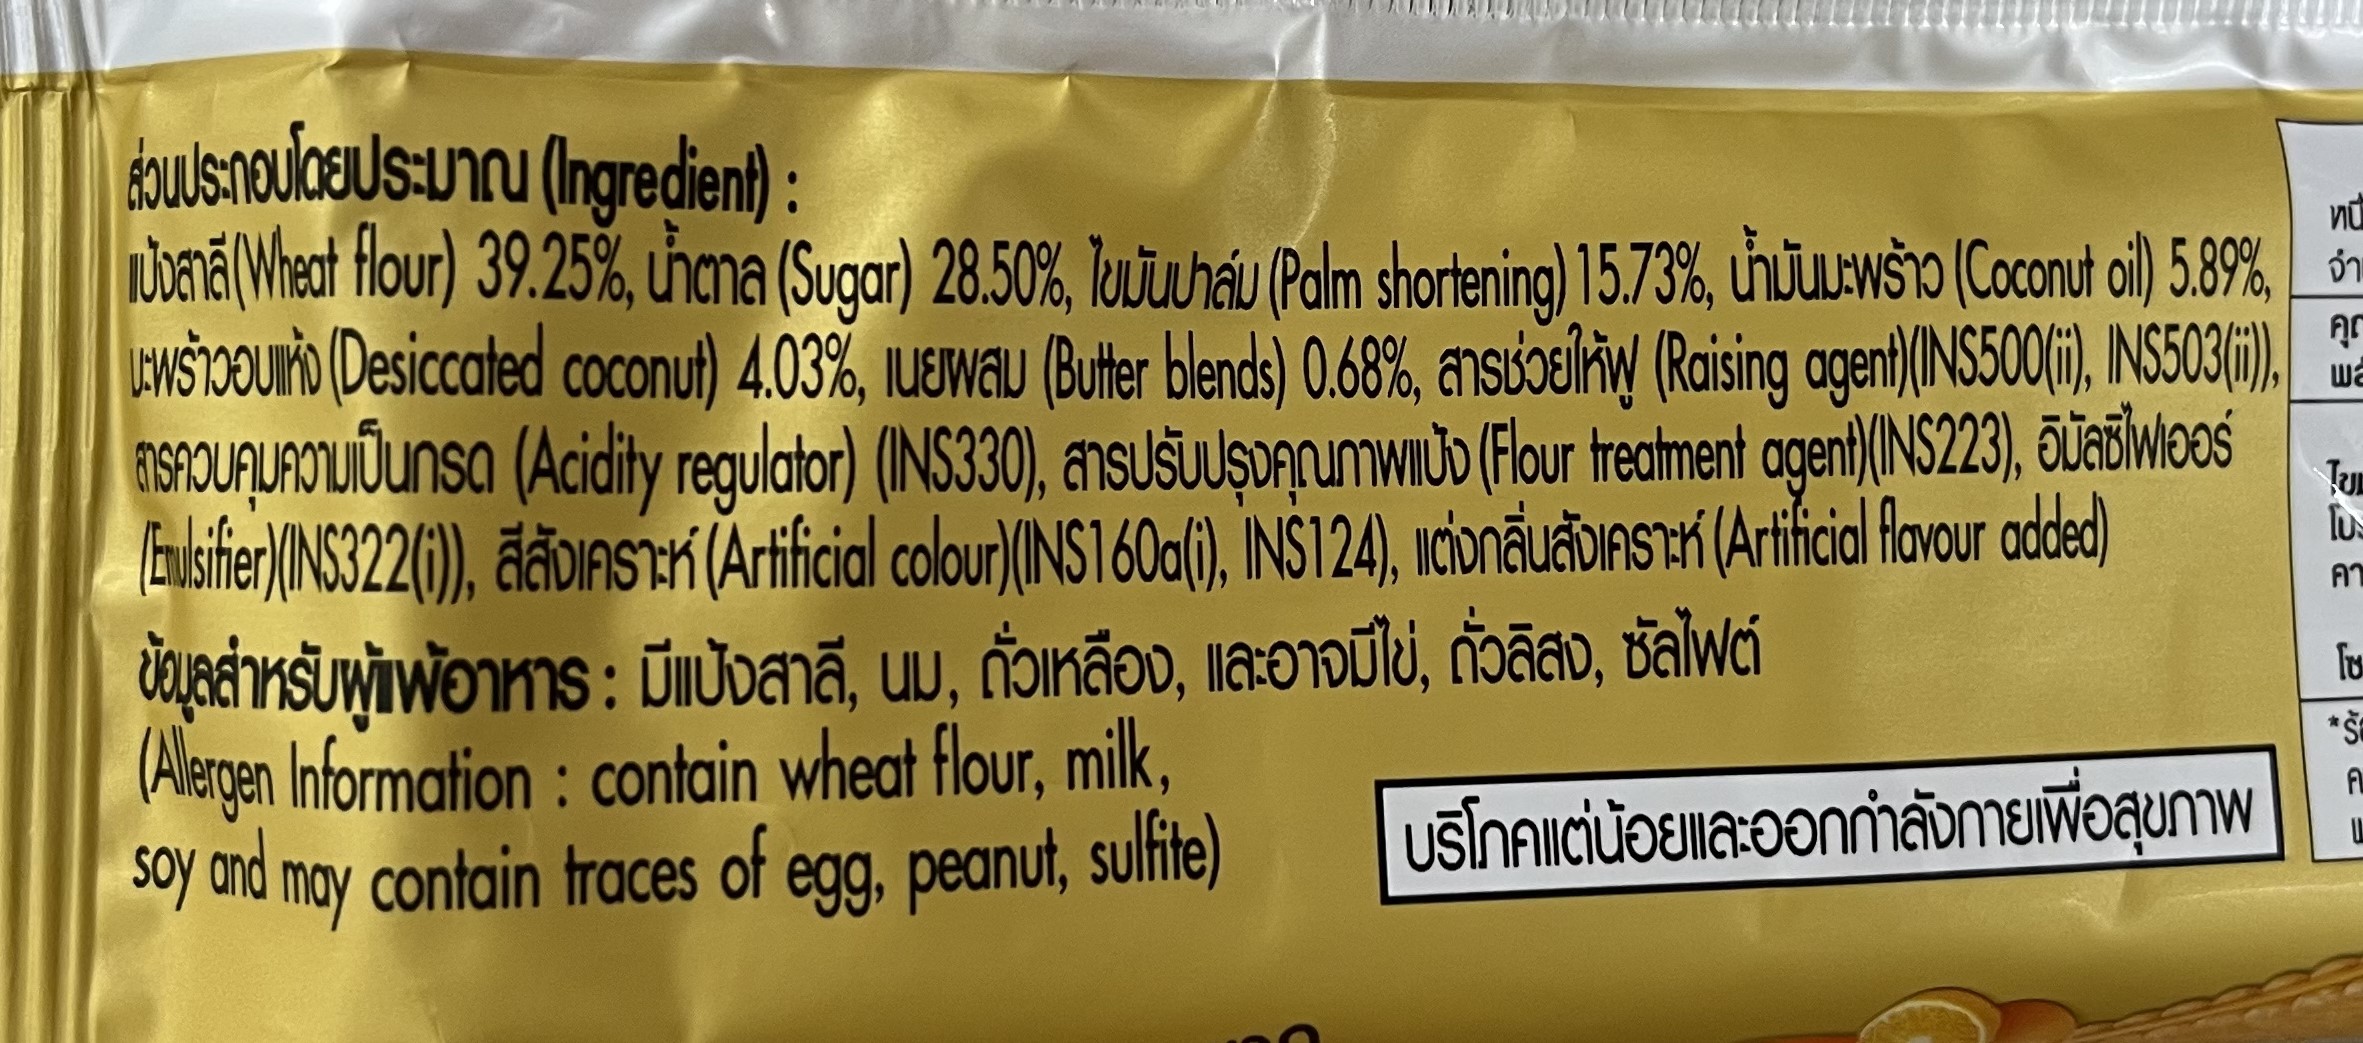 ส่วนประกอบโดยประมาณ (Ingredient) :
แป้งสาลี(Wheat flour) 39.25%, น้ำตาล (Sugar) 28.50%, ไขมันปาล์ม (Palm shortening) 15.73%, น้ำมันมะพร้าว (Coconut oil) 5.89%,
มะพร้าวอบแห้ง (Desiccated coconut) 4.03%, เนยผสม (Butter blends) 0.68%, สารช่วยให้ฟู (Raising agent)(INS500(ii), INS503(ii)),
สารควบคุมความเป็นกรด (Acidity regulator) (INS330), สารปรับปรุงคุณภาพแป้ง (Flour treatment agent)(INS223), อิมัลซิไฟเออร์
(Emulsifier)(INS322(i)), สีสังเคราะห์ (Artificial colour)(INS160a(i), INS124), แต่งกลิ่นสังเคราะห์ (Artificial flavour added)
ข้อมูลสำหรับผู้แพ้อาหาร : มีแป้งสาลี, นม, ถั่วเหลือง, และอาจมีไข่, ถั่วลิสง, ซัลไฟต์
(Allergen Information : contain wheat flour, milk,
soy and may contain traces of egg, peanut, sulfite)
บริโภคแต่น้อยและออกกำลังกายเพื่อสุขภาพ